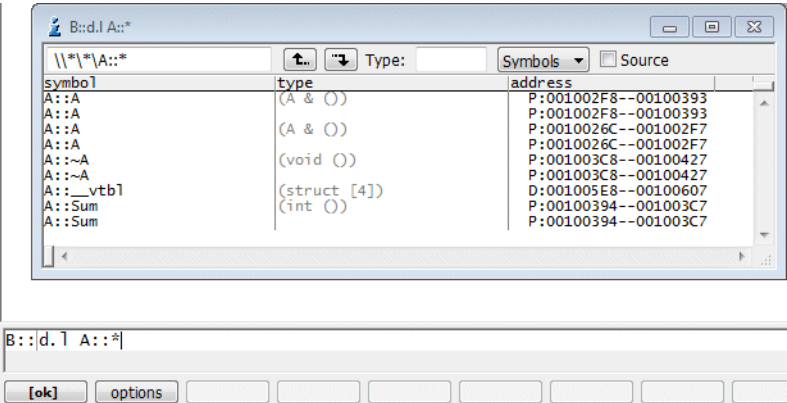 B::d.l A::*
\\*\*\A::* Type: Symbols Source
symbol type address
A::A (A & ()) P:001002F8--00100393
A::A P:001002F8--00100393
A::A (A & ()) P:0010026C--001002F7
A::A P:0010026C--001002F7
A::~A (void ()) P:001003C8--00100427
A::~A P:001003C8--00100427
A::__vtbl (struct [4]) D:001005E8--00100607
A::Sum (int ()) P:00100394--001003C7
A::Sum P:00100394--001003C7
B::d.l A::*
[ok] options